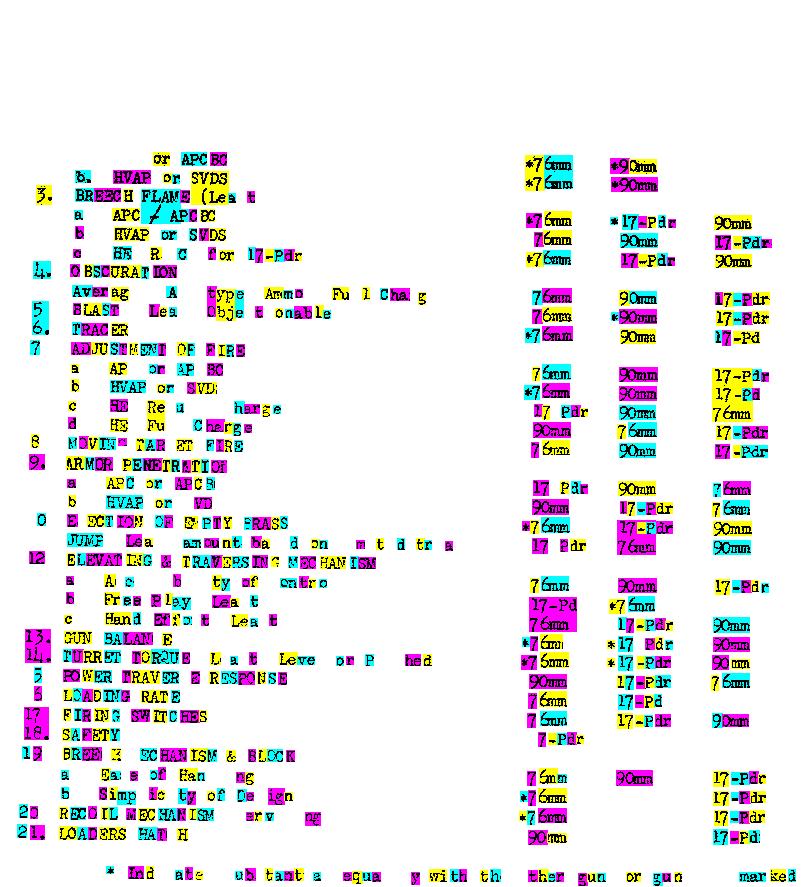 or APCBC *76mm *90mm
b. HVAP or SVDS *76mm *90mm
3. BREECH FLAME (Lea t
a APC / APCBC *76mm *17-Pdr 90mm
b HVAP or SVDS 76mm 90mm 17-Pdr
c HE R C for 17-Pdr *76mm 17-Pdr 90mm
4. OBSCURATION
Averag A type Ammo Fu l Cha g 76mm 90mm 17-Pdr
5 BLAST Lea Obje t onable 76mm *90mm 17-Pdr
6. TRACER *76mm 90mm 17-Pd
7 ADJUSTMENT OF FIRE
a AP or AP BC 76mm 90mm 17-Pdr
b HVAP or SVD *76mm 90mm 17-Pd
c HE Re u harge 17 Pdr 90mm 76mm
d HE Fu Charge 90mm 76mm 17-Pdr
8 MOVIN TAR ET FIRE 76mm 90mm 17-Pdr
9. ARMOR PENETRATIO
a APC or APCB 17 Pdr 90mm 76mm
b HVAP or VD 90mm 17-Pdr 76mm
0 E ECTION OF EMPTY BRASS *76mm 17-Pdr 90mm
JUMP Lea amount ba d on m t d tr a 17 Pdr 76mm 90mm
12 ELEVATING & TRAVERSING MECHANISM
a A c b ty of ontro 76mm 90mm 17-Pdr
b Free Play Lea t 17-Pd *76mm
c Hand Effort Lea t 76mm 17-Pdr 90mm
13. GUN BALAN E *76m *17 Pdr 90mm
14. TURRET TORQUE L a t Leve or P hed *76mm *17-Pdr 90mm
5 POWER TRAVER E RESPONSE 90mm 17-Pdr 76mm
6 LOADING RATE 76mm 17-Pd
17 FIRING SWITCHES 76mm 17-Pdr 90mm
18. SAFETY 7-Pdr
19 BREE H ECHANISM & BLOCK
a Ea e of Han ng 76mm 90mm 17-Pdr
b Simp ic ty of De ign *76mm 17-Pdr
20 RECOIL MECHANISM erv ng *76mm 17-Pdr
21. LOADERS HAT H 90mm 17-Pd
* Ind ate ub tant a equa y with th ther gun or gun marked